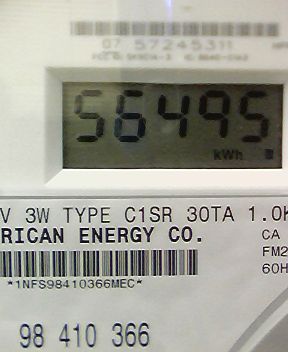 07 57245311
56495
kWh
V 3W TYPE C1SR 30TA 1.0K
RICAN ENERGY CO.
CA
FM2
60H
*1NFS98410366MEC*
98 410 366